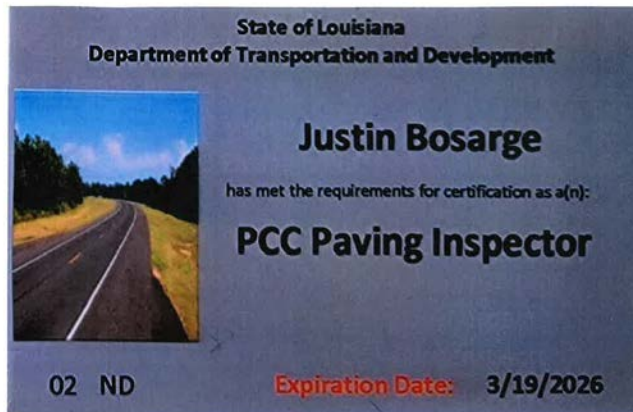 State of Louisiana
Department of Transportation and Development
Justin Bosarge
has met the requirements for certification as a(n):
PCC Paving Inspector
02 ND
Expiration Date: 3/19/2026